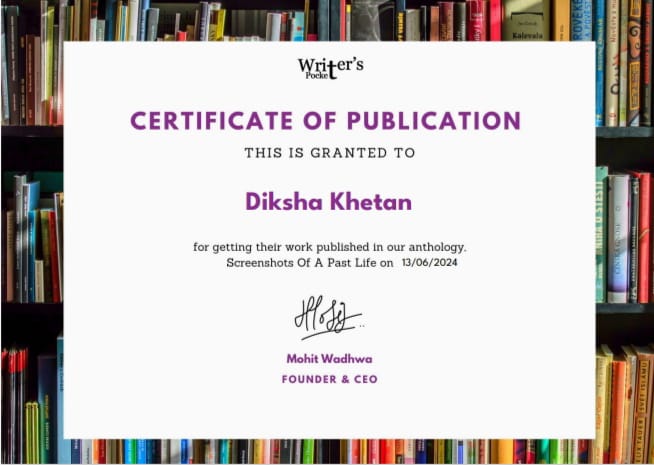 Writer's
Pocket
CERTIFICATE OF PUBLICATION
THIS IS GRANTED TO
Diksha Khetan
for getting their work published in our anthology.
Screenshots Of A Past Life on 13/06/2024
Mohit Wadhwa
FOUNDER & CEO
Kalevala